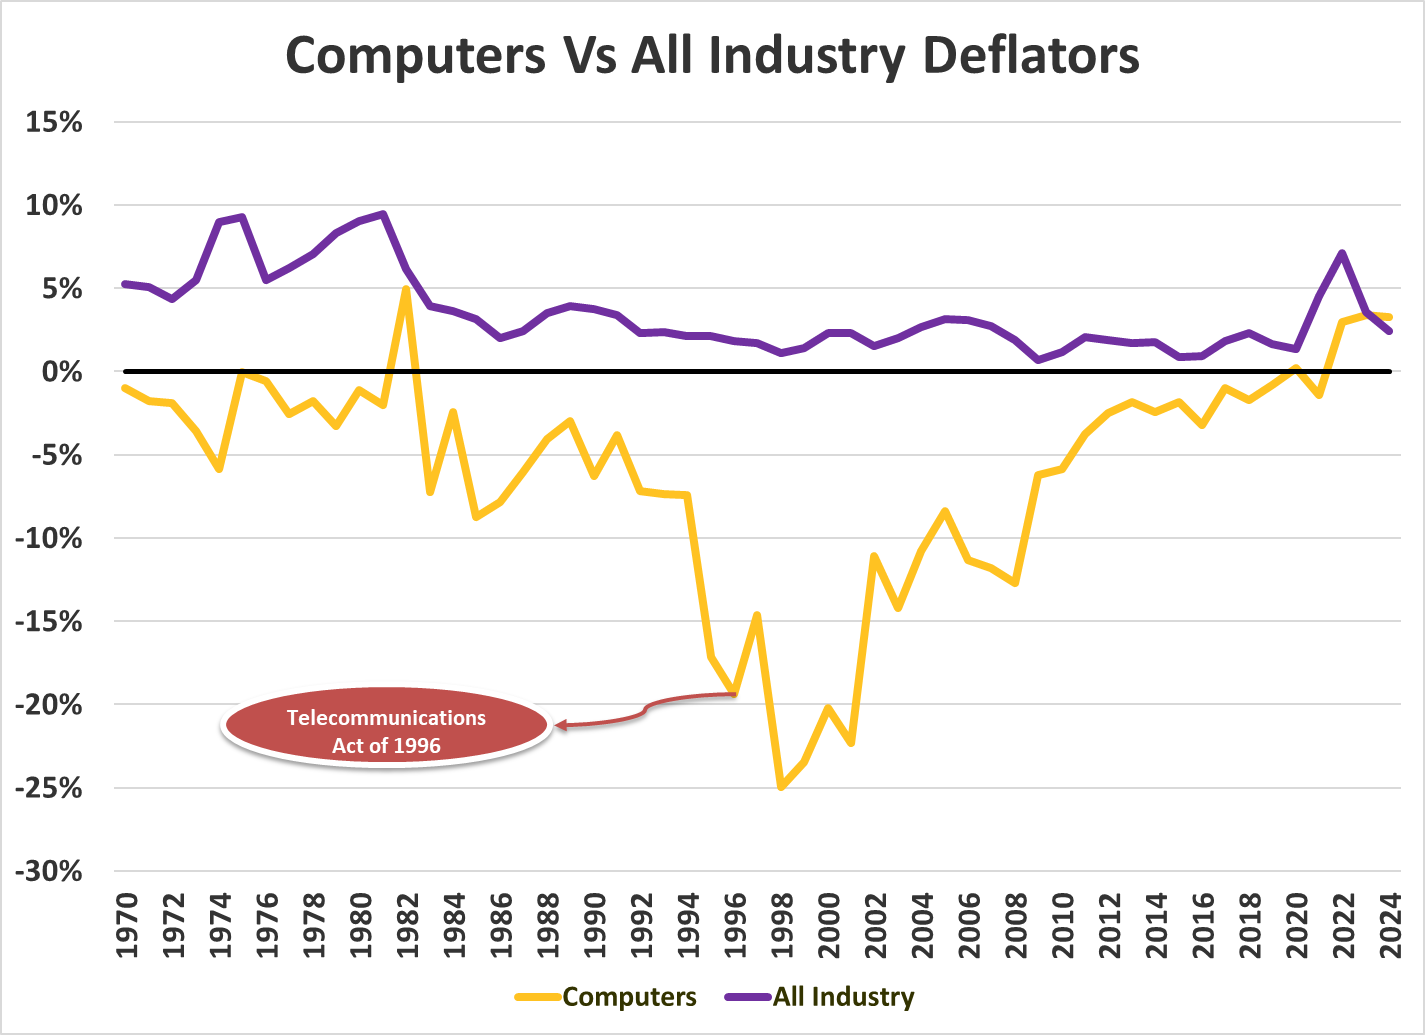 Computers Vs All Industry Deflators
15%
10%
5%
0%
-5%
-10%
-15%
-20%
-25%
-30%
Telecommunications
Act of 1996
1970 1972 1974 1976 1978 1980 1982 1984 1986 1988 1990 1992 1994 1996 1998 2000 2002 2004 2006 2008 2010 2012 2014 2016 2018 2020 2022 2024
Computers All Industry